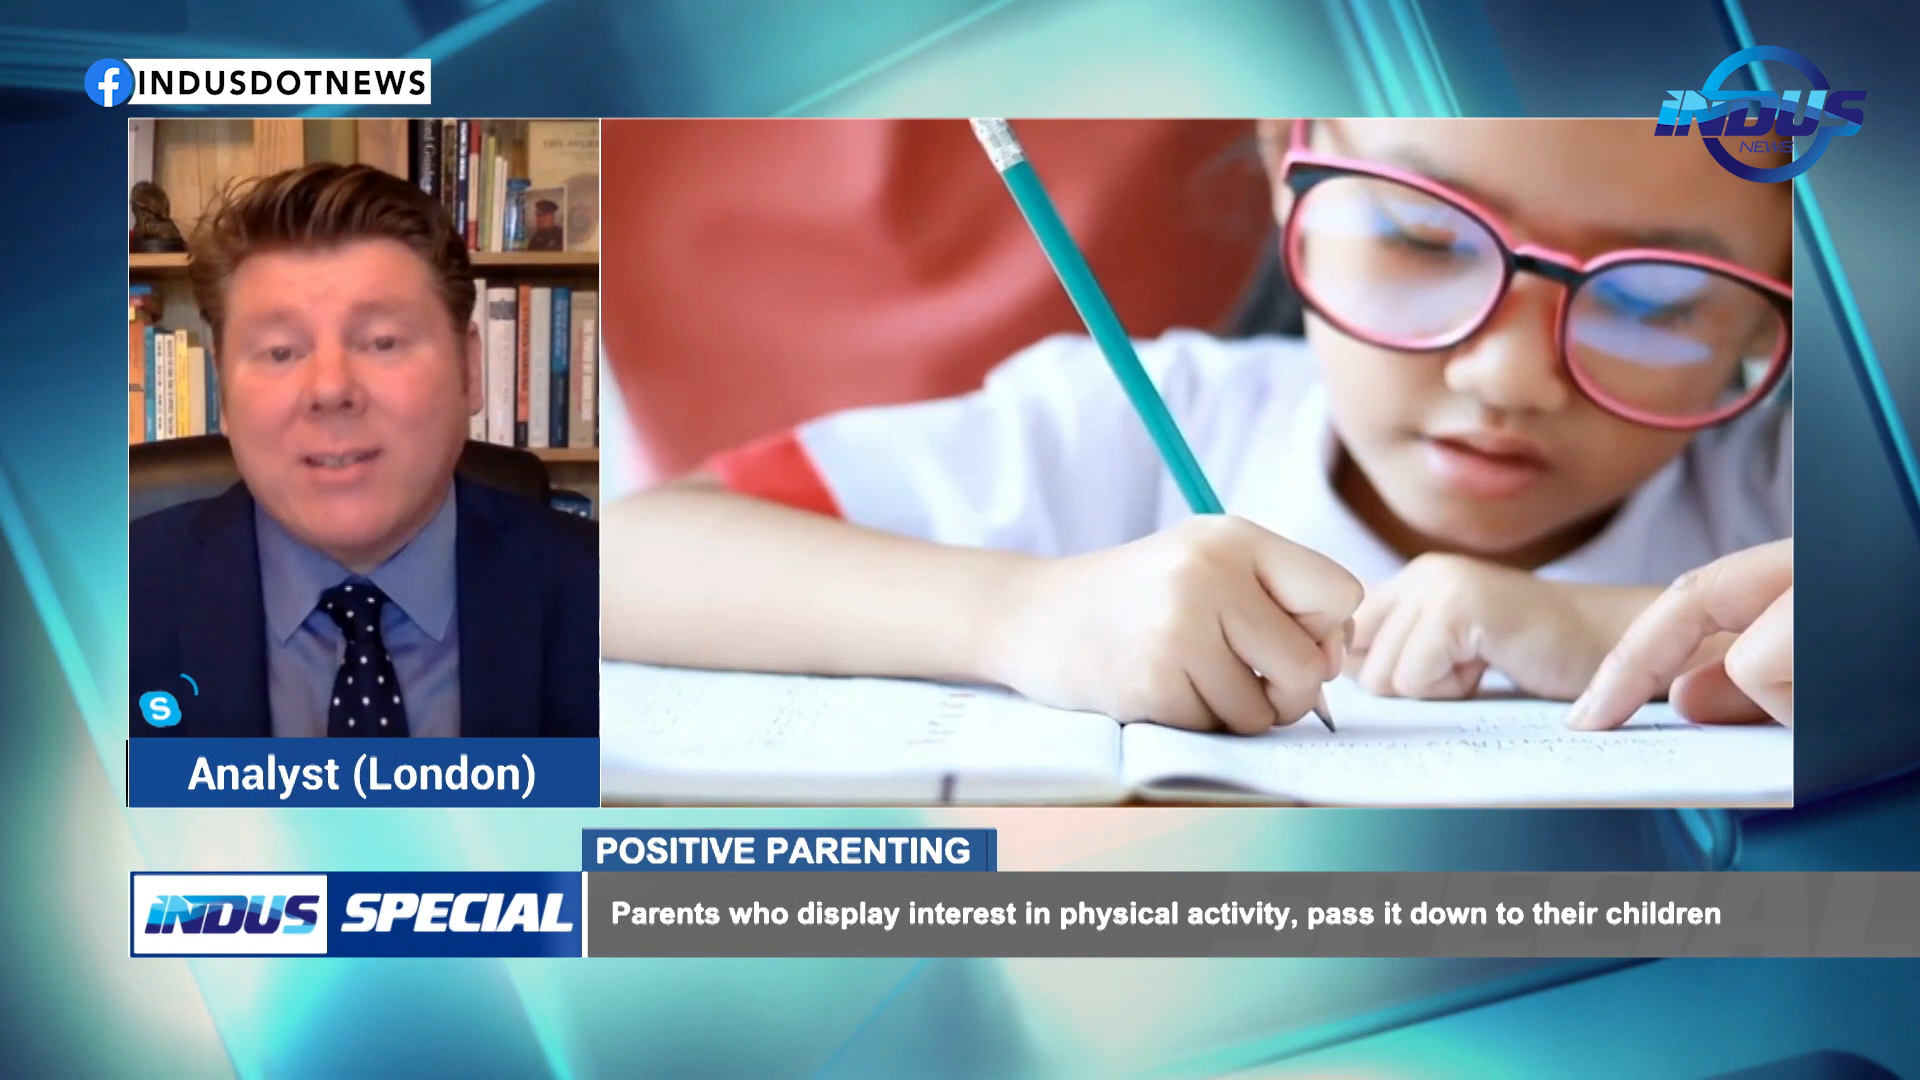 INDUSDOTNEWS
INDUS
NEWS
S
Analyst (London)
POSITIVE PARENTING
INDUS SPECIAL
Parents who display interest in physical activity, pass it down to their children